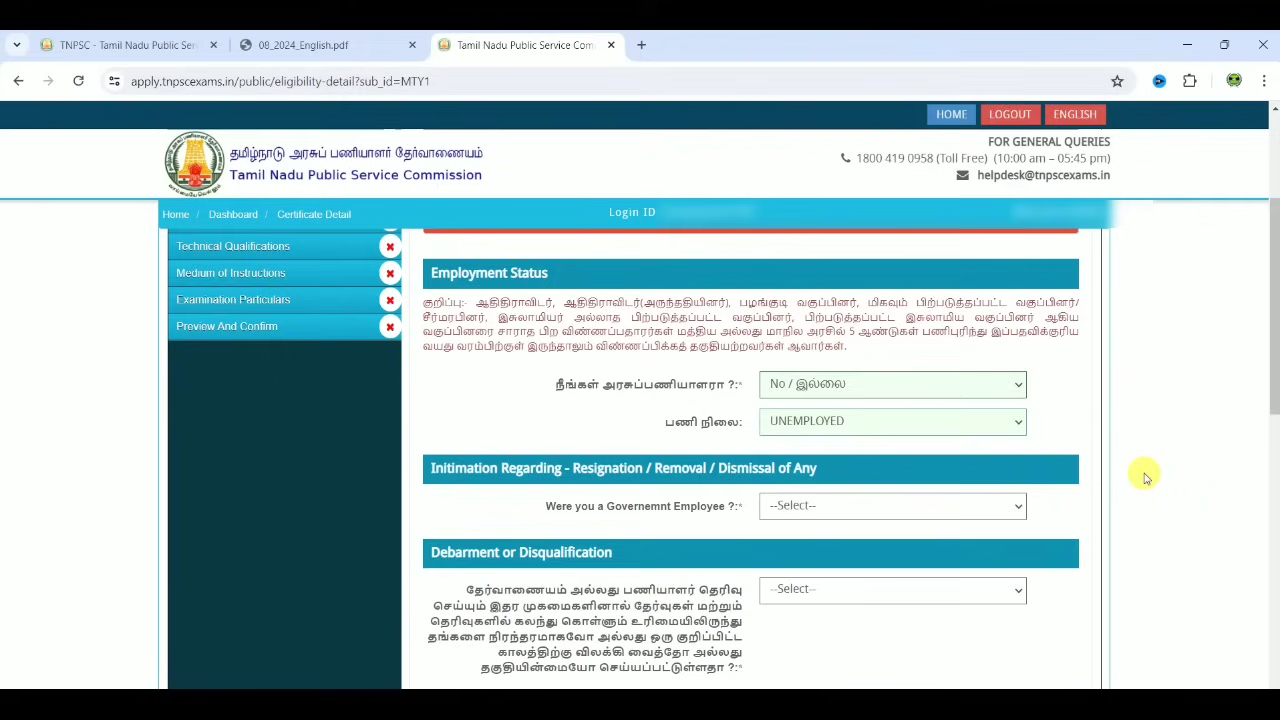 TNPSC - Tamil Nadu Public Ser
08_2024_English.pdf
Tamil Nadu Public Service Com
apply.tnpscexams.in/public/eligibility-detail?sub_id=MTY1
HOME
LOGOUT
ENGLISH
தமிழ்நாடு அரசுப் பணியாளர் தேர்வாணையம்
Tamil Nadu Public Service Commission
FOR GENERAL QUERIES
1800 419 0958 (Toll Free) (10:00 am – 05:45 pm)
helpdesk@tnpscexams.in
Home / Dashboard / Certificate Detail
Login ID
Technical Qualifications
Medium of Instructions
Examination Particulars
Preview And Confirm
Employment Status
குறிப்பு:- ஆதிதிராவிடர், ஆதிதிராவிடர்(அருந்ததியினர்), பழங்குடி வகுப்பினர், மிகவும் பிற்படுத்தப்பட்ட வகுப்பினர்/
சீர்மரபினர், இசுலாமியர் அல்லாத பிற்படுத்தப்பட்ட வகுப்பினர், பிற்படுத்தப்பட்ட இசுலாமிய வகுப்பினர் ஆகிய
வகுப்பினரை சாராத பிற விண்ணப்பதாரர்கள் மத்திய அல்லது மாநில அரசில் 5 ஆண்டுகள் பணிபுரிந்து இப்பதவிக்குரிய
வயது வரம்பிற்குள் இருந்தாலும் விண்ணப்பிக்கத் தகுதியற்றவர்கள் ஆவார்கள்.
நீங்கள் அரசுப்பணியாளரா ?:*
No / இல்லை
பணி நிலை:
UNEMPLOYED
Initimation Regarding - Resignation / Removal / Dismissal of Any
Were you a Governemnt Employee ?:*
--Select--
Debarment or Disqualification
தேர்வாணையம் அல்லது பணியாளர் தெரிவு
செய்யும் இதர முகமைகளினால் தேர்வுகள் மற்றும்
தெரிவுகளில் கலந்து கொள்ளும் உரிமையிலிருந்து
தங்களை நிரந்தரமாகவோ அல்லது ஒரு குறிப்பிட்ட
காலத்திற்கு விலக்கி வைத்தோ அல்லது
தகுதியின்மையோ செய்யப்பட்டுள்ளதா ?:*
--Select--